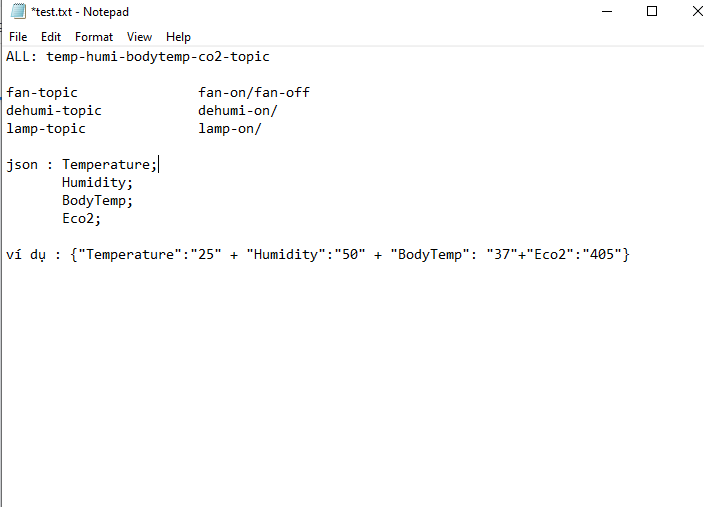 *test.txt - Notepad
File Edit Format View Help
ALL: temp-humi-bodytemp-co2-topic
fan-topic fan-on/fan-off
dehumi-topic dehumi-on/
lamp-topic lamp-on/
json : Temperature;
Humidity;
BodyTemp;
Eco2;
ví dụ : {"Temperature":"25" + "Humidity":"50" + "BodyTemp": "37"+"Eco2":"405"}